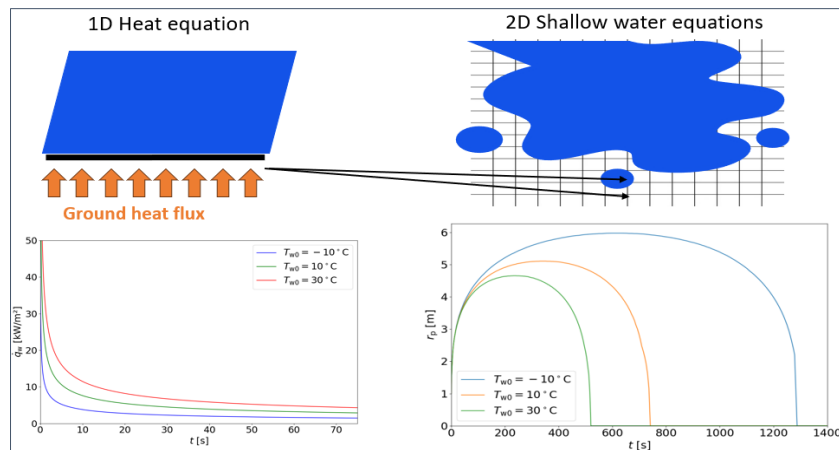 1D Heat equation
2D Shallow water equations
Ground heat flux
50
40
30
20
10
0
q̇w [kW/m²]
Tw0 = −10°C
Tw0 = 10°C
Tw0 = 30°C
0 10 20 30 40 50 60 70
t [s]
6
5
4
3
2
1
0
rp [m]
Tw0 = −10°C
Tw0 = 10°C
Tw0 = 30°C
0 200 400 600 800 1000 1200 1400
t [s]